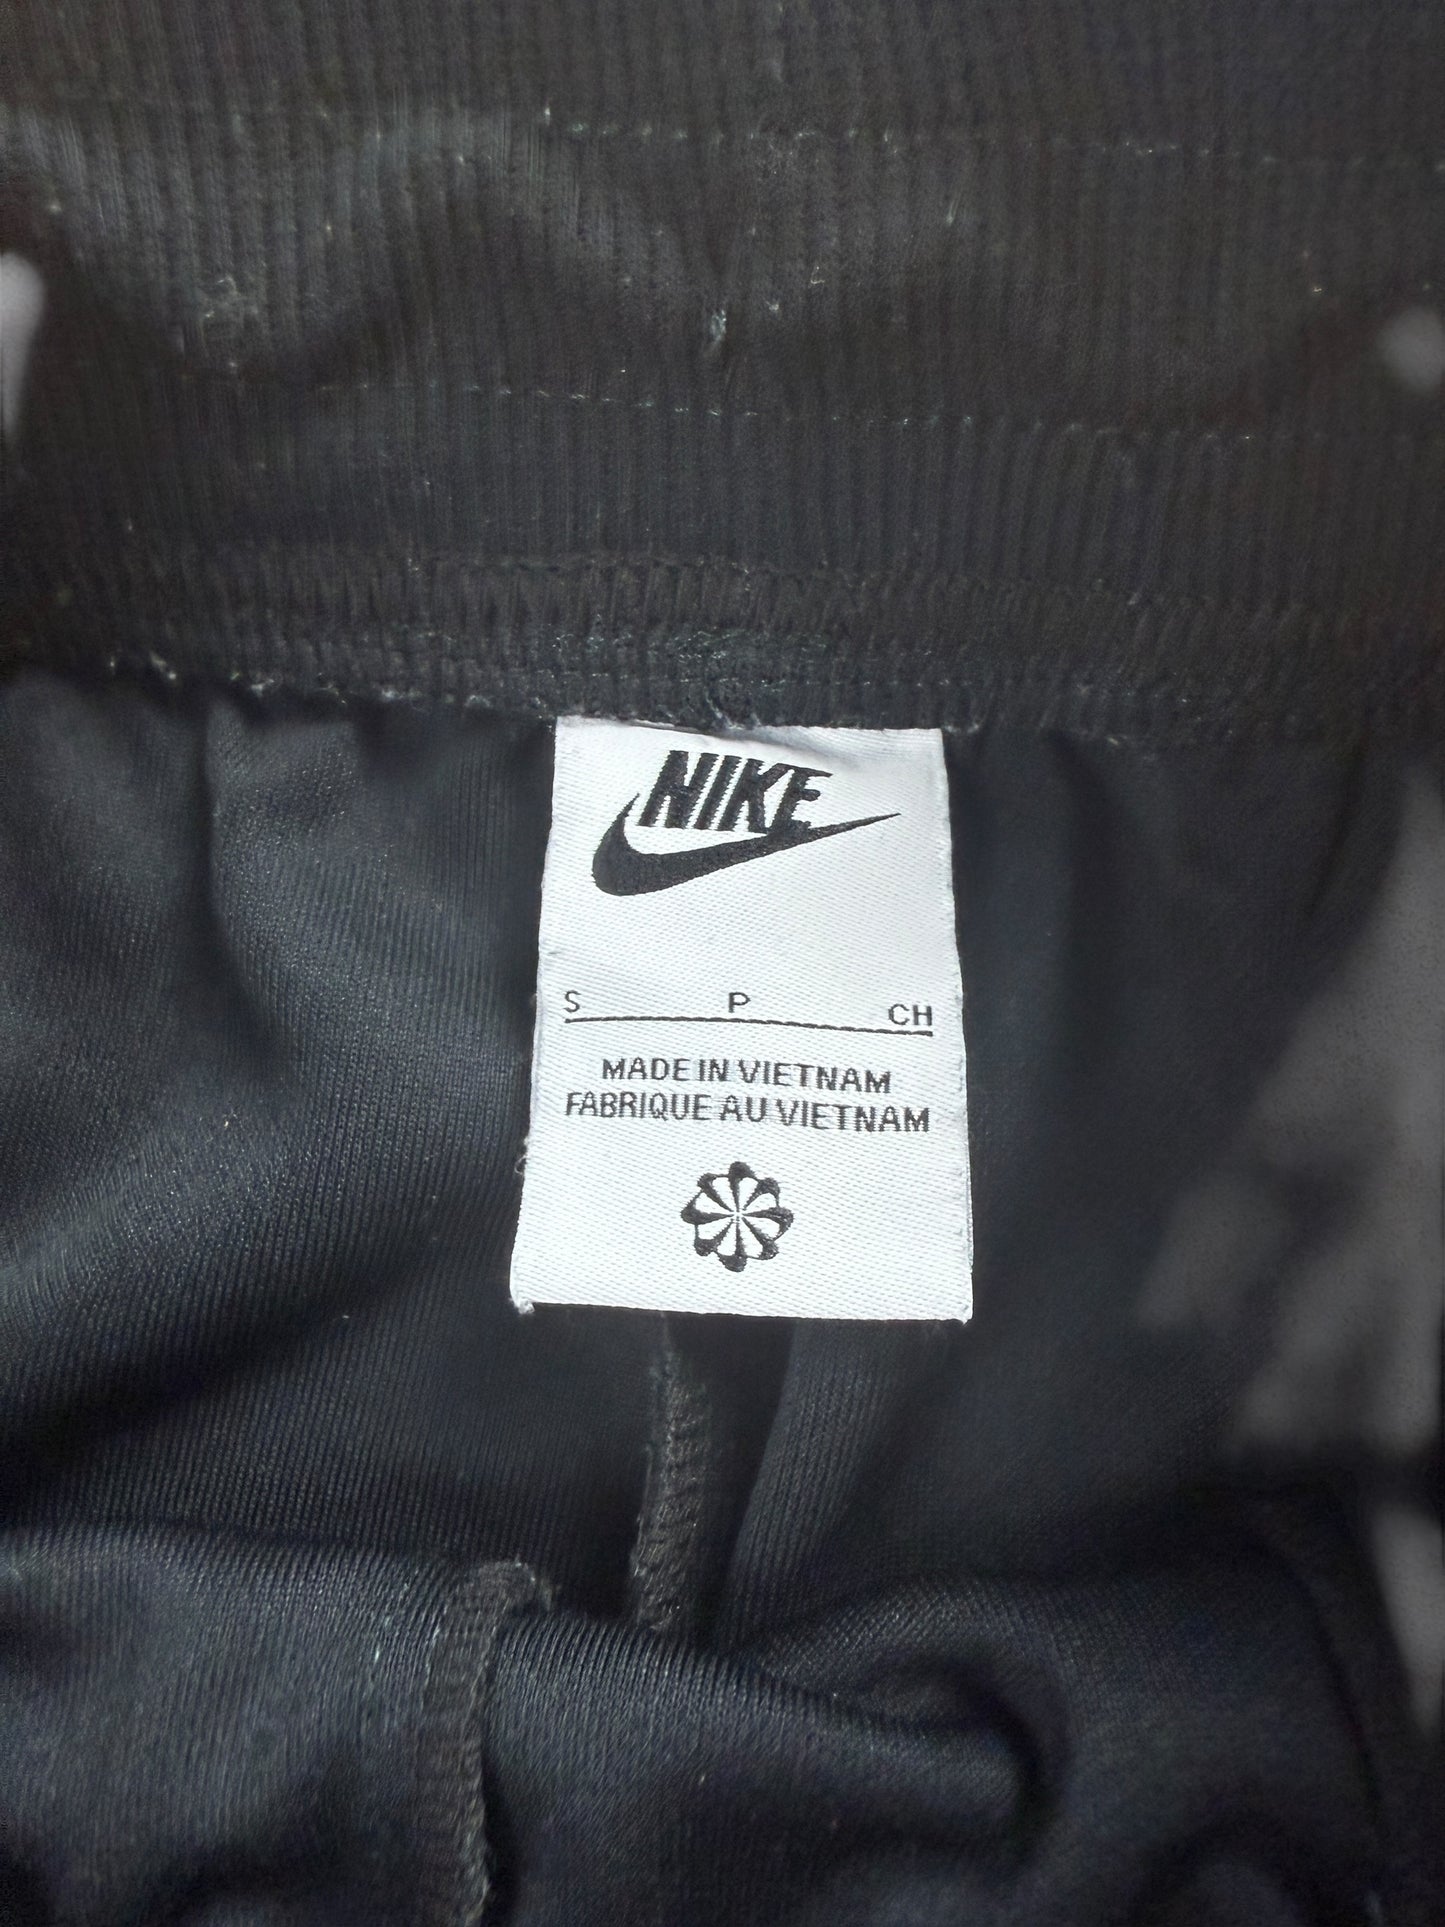 NIKE
S P CH
MADE IN VIETNAM
FABRIQUE AU VIETNAM